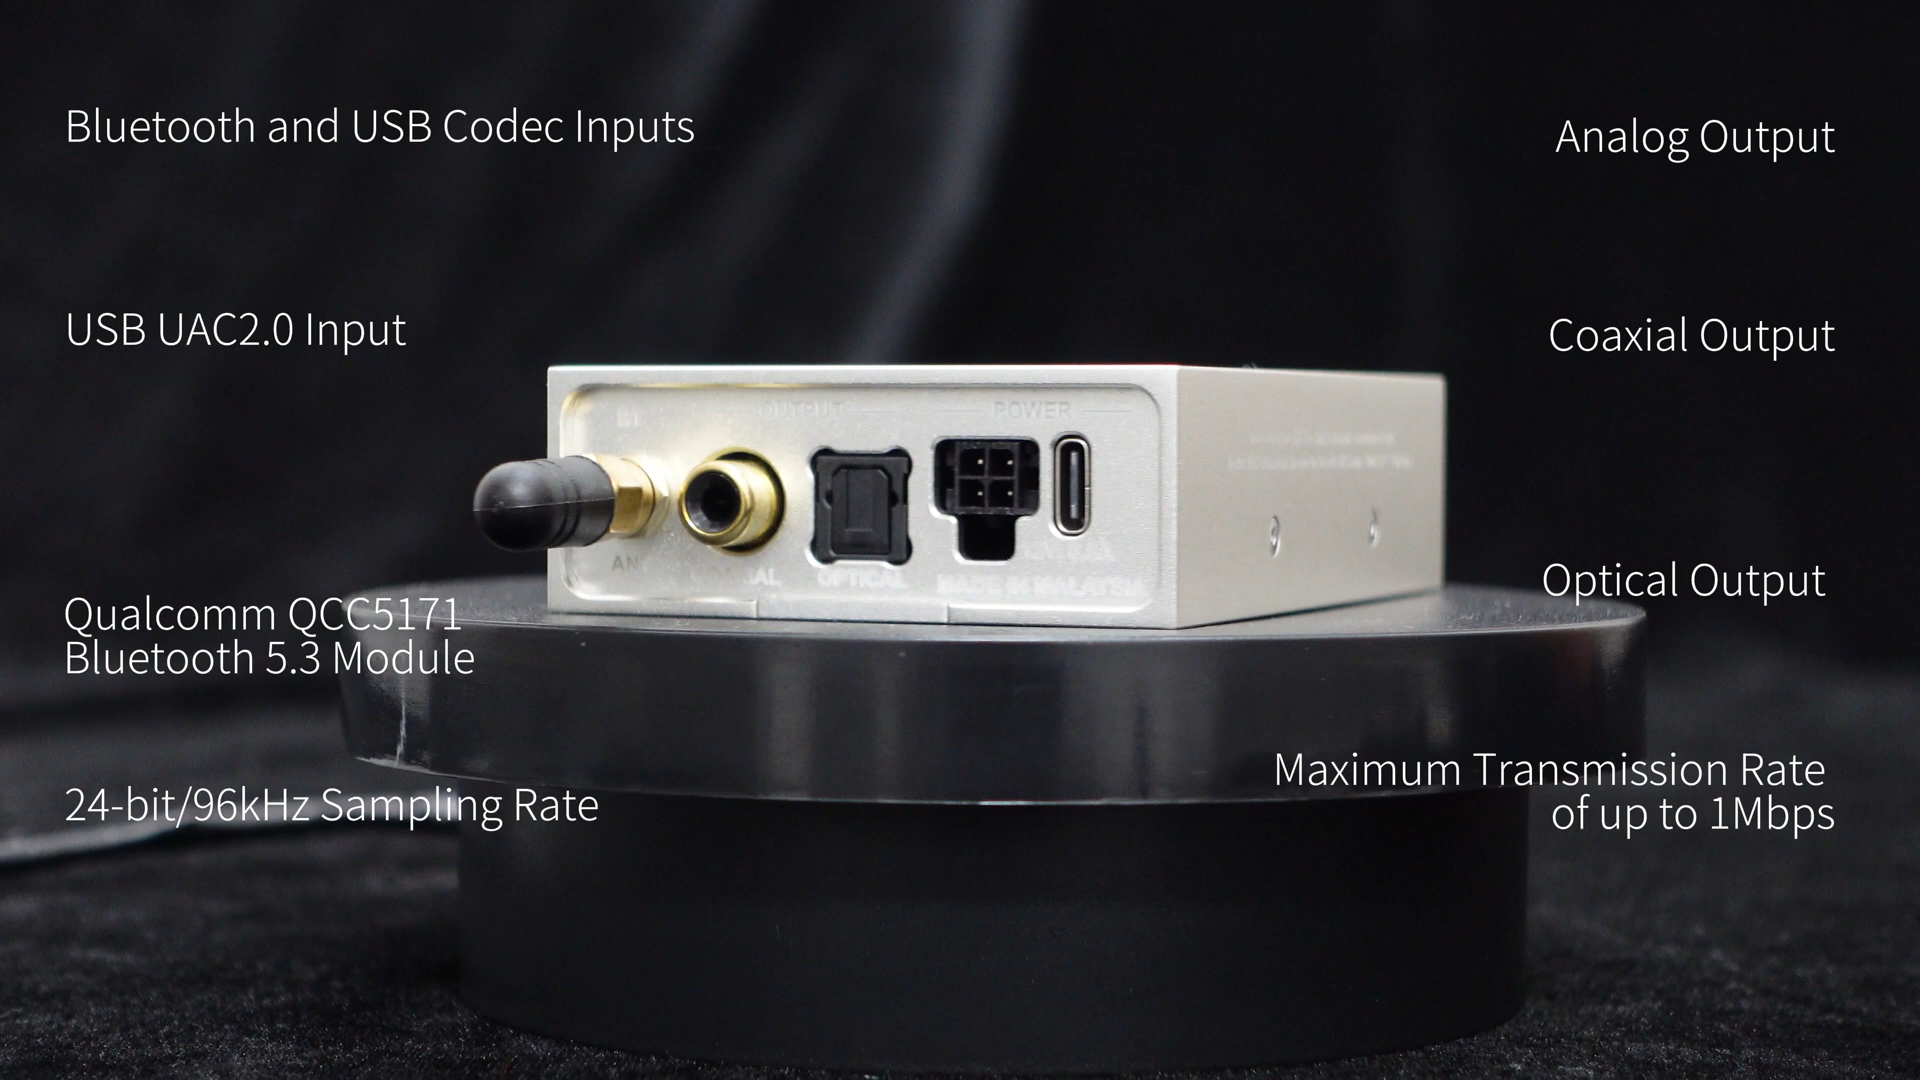 Bluetooth and USB Codec Inputs
USB UAC2.0 Input
Qualcomm QCC5171
Bluetooth 5.3 Module
24-bit/96kHz Sampling Rate
Analog Output
Coaxial Output
Optical Output
Maximum Transmission Rate
of up to 1Mbps
BT
OUTPUT
POWER
OPTICAL
MADE IN MALAYSIA